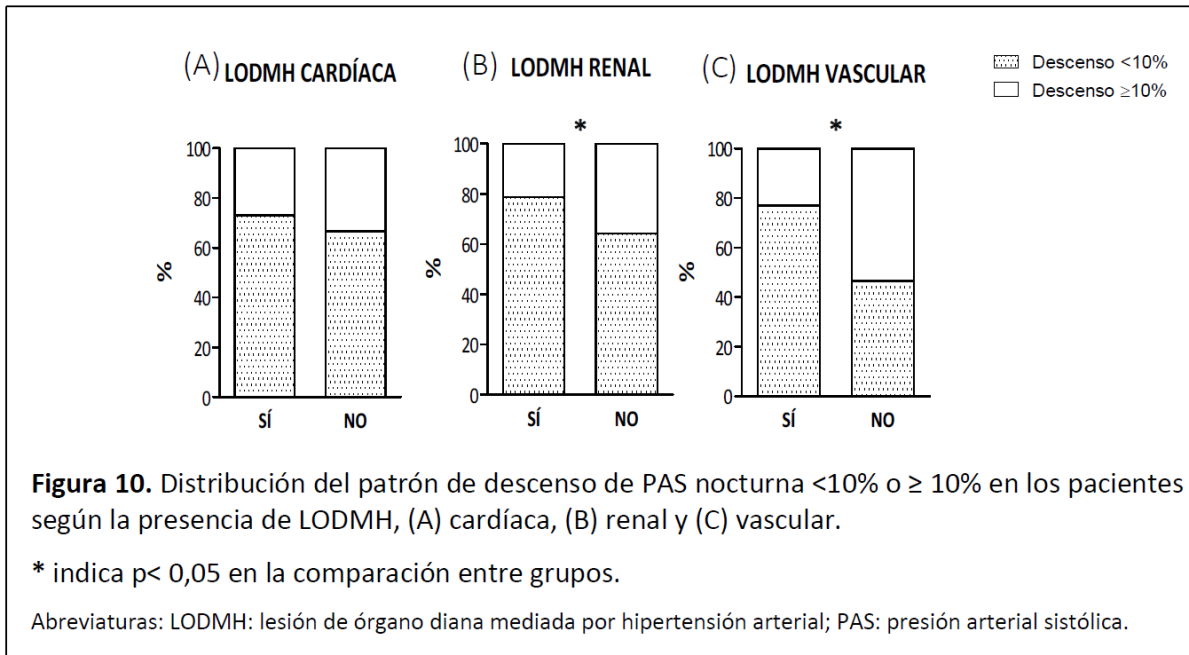 (A) LODMH CARDÍACA
(B) LODMH RENAL
(C) LODMH VASCULAR
Descenso <10%
Descenso ≥10%
*
*
100
80
60
40
20
0
%
SÍ
NO
100
80
60
40
20
0
%
SÍ
NO
100
80
60
40
20
0
%
SÍ
NO
Figura 10. Distribución del patrón de descenso de PAS nocturna <10% o ≥ 10% en los pacientes
según la presencia de LODMH, (A) cardíaca, (B) renal y (C) vascular.
* indica p< 0,05 en la comparación entre grupos.
Abreviaturas: LODMH: lesión de órgano diana mediada por hipertensión arterial; PAS: presión arterial sistólica.